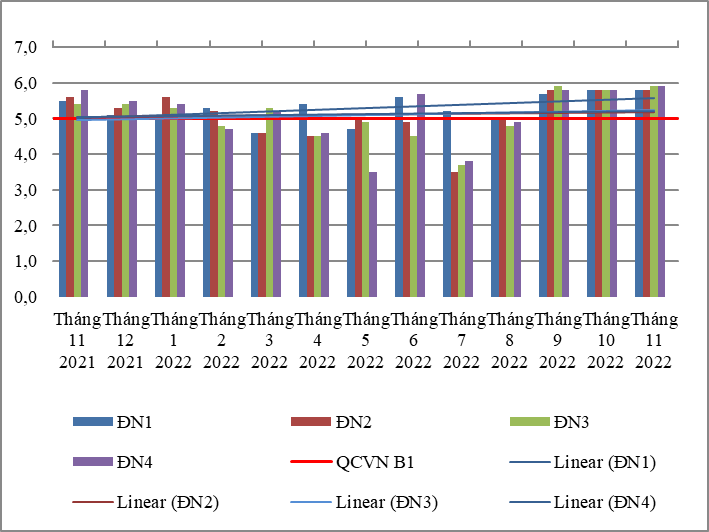 7,0
6,0
5,0
4,0
3,0
2,0
1,0
0,0
Tháng Tháng Tháng Tháng Tháng Tháng Tháng Tháng Tháng Tháng Tháng Tháng Tháng
11 12 1 2 3 4 5 6 7 8 9 10 11
2021 2021 2022 2022 2022 2022 2022 2022 2022 2022 2022 2022 2022
ĐN1 ĐN2 ĐN3
ĐN4 QCVN B1 Linear (ĐN1)
Linear (ĐN2) Linear (ĐN3) Linear (ĐN4)